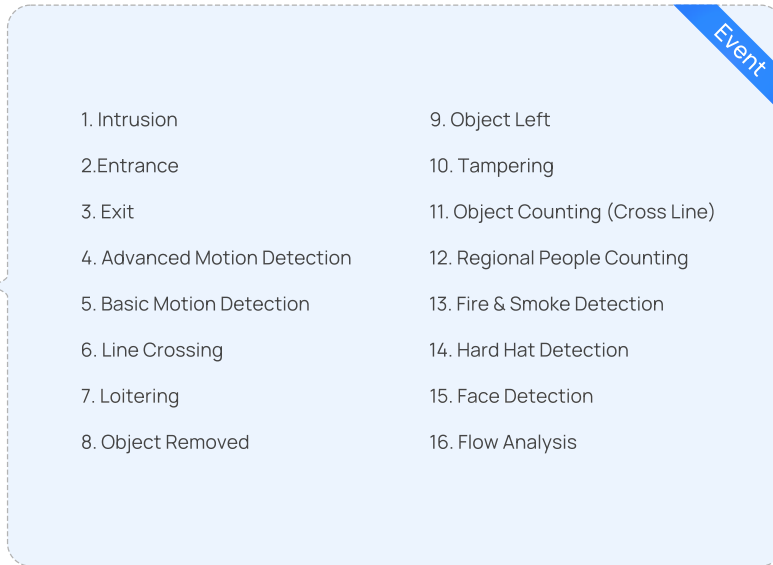 Event
1. Intrusion
2.Entrance
3. Exit
4. Advanced Motion Detection
5. Basic Motion Detection
6. Line Crossing
7. Loitering
8. Object Removed
9. Object Left
10. Tampering
11. Object Counting (Cross Line)
12. Regional People Counting
13. Fire & Smoke Detection
14. Hard Hat Detection
15. Face Detection
16. Flow Analysis